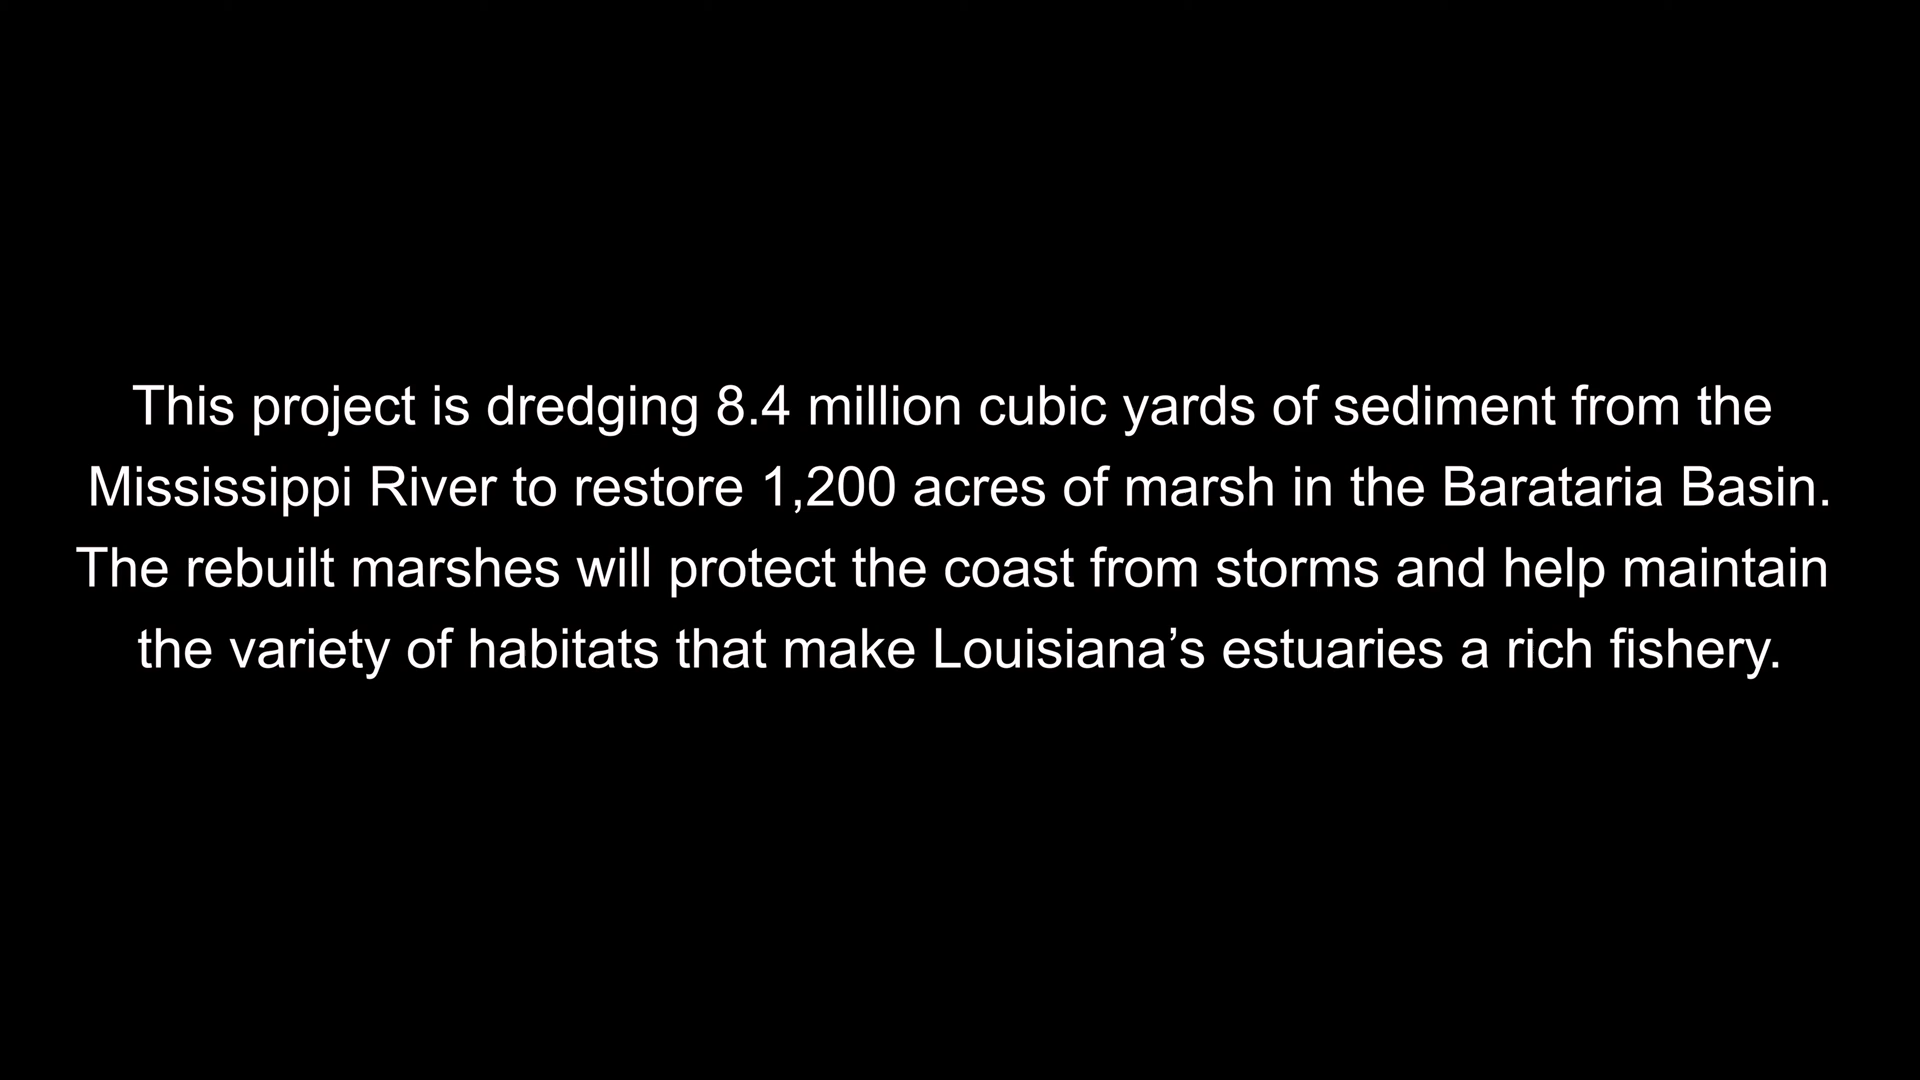 This project is dredging 8.4 million cubic yards of sediment from the
Mississippi River to restore 1,200 acres of marsh in the Barataria Basin.
The rebuilt marshes will protect the coast from storms and help maintain
the variety of habitats that make Louisiana’s estuaries a rich fishery.